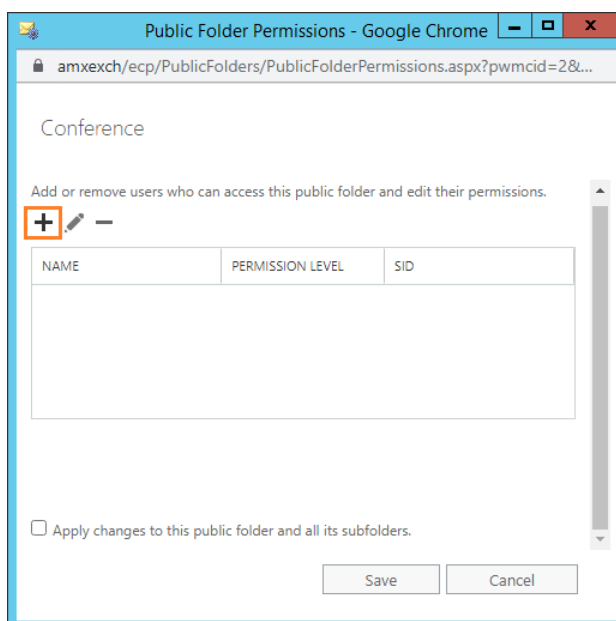 Public Folder Permissions - Google Chrome
amxexch/ecp/PublicFolders/PublicFolderPermissions.aspx?pwmcid=2&...
Conference
Add or remove users who can access this public folder and edit their permissions.
NAME PERMISSION LEVEL SID
Apply changes to this public folder and all its subfolders.
Save Cancel